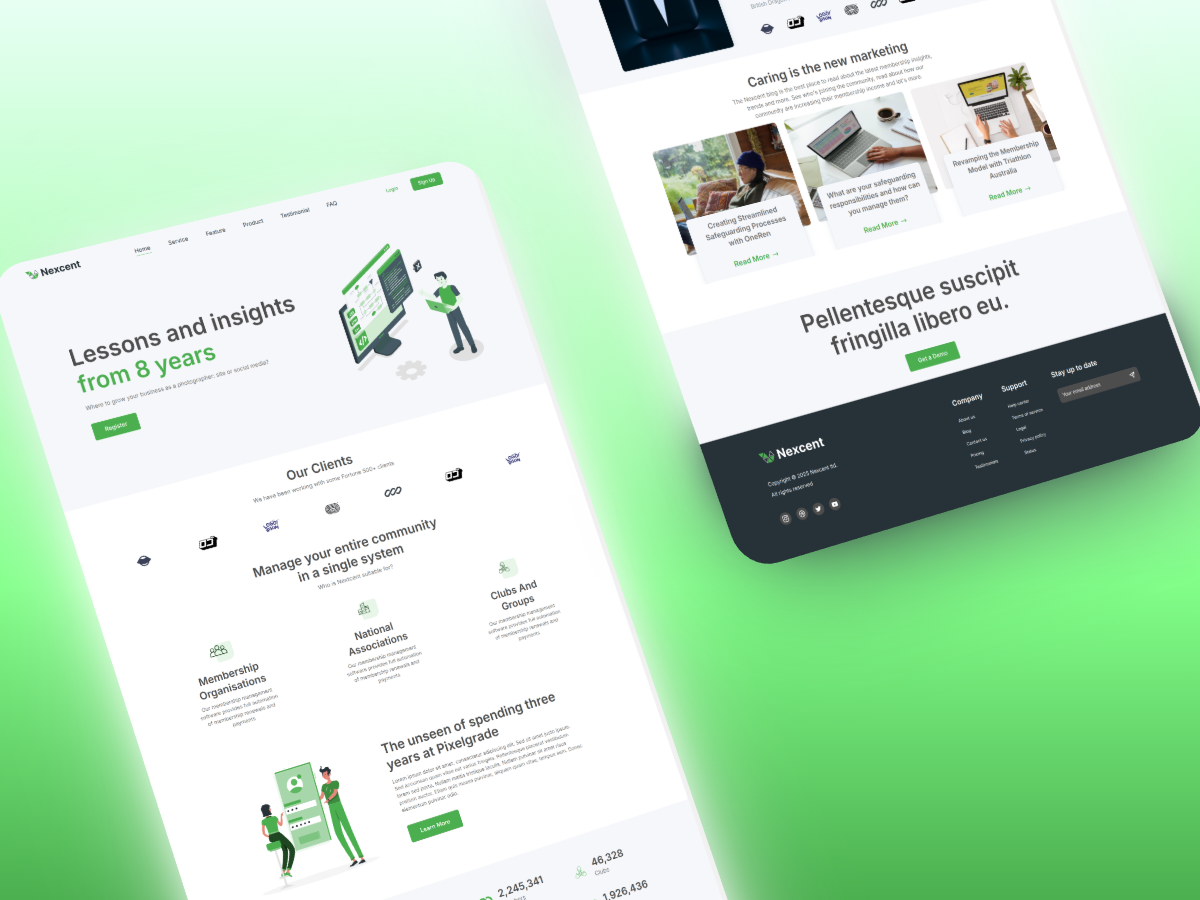 Nexcent
Home
Service
Feature
Product
Testimonial
FAQ
Login
Sign Up
Lessons and insights
from 8 years
Where to grow your business as a photographer: site or social media?
Register
Our Clients
We have been working with some Fortune 500+ clients
LOGO
IPSUM
Manage your entire community
in a single system
Who is Nexcent suitable for?
Membership
Organisations
Our membership management
software provides full automation
of membership renewals and
payments
National
Associations
Our membership management
software provides full automation
of membership renewals and
payments
Clubs And
Groups
Our membership management
software provides full automation
of membership renewals and
payments
The unseen of spending three
years at Pixelgrade
Lorem ipsum dolor sit amet, consectetur adipiscing elit. Sed sit amet justo ipsum.
Sed accumsan quam vitae est varius fringilla. Pellentesque placerat vestibulum
lorem sed porta. Nullam mattis tristique iaculis. Nullam pulvinar sit amet risus
pretium auctor. Etiam quis massa pulvinar, aliquam quam vitae, tempus sem. Donec
elementum pulvinar odio.
Learn More
2,245,341
46,328
Clubs
1,926,436
British Drago
LOGO
IPSUM
Caring is the new marketing
The Nexcent blog is the best place to read about the latest membership insights,
trends and more. See who's joining the community, read about how our
community are increasing their membership income and lot's more.
Creating Streamlined
Safeguarding Processes
with OneRen
Read More →
What are your safeguarding
responsibilities and how can
you manage them?
Read More →
Revamping the Membership
Model with Triathlon
Australia
Read More →
Pellentesque suscipit
fringilla libero eu.
Get a Demo
Nexcent
Copyright © 2023 Nexcent ltd.
All rights reserved
Company
About us
Blog
Contact us
Pricing
Testimonials
Support
Help center
Terms of service
Legal
Privacy policy
Status
Stay up to date
Your email address